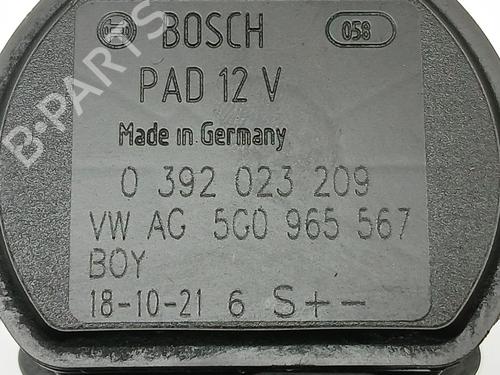 BOSCH 058
PAD 12 V
Made in Germany
0 392 023 209
VW AG 5G0 965 567
BOY
18-10-21 6 S+-
B-PARTS